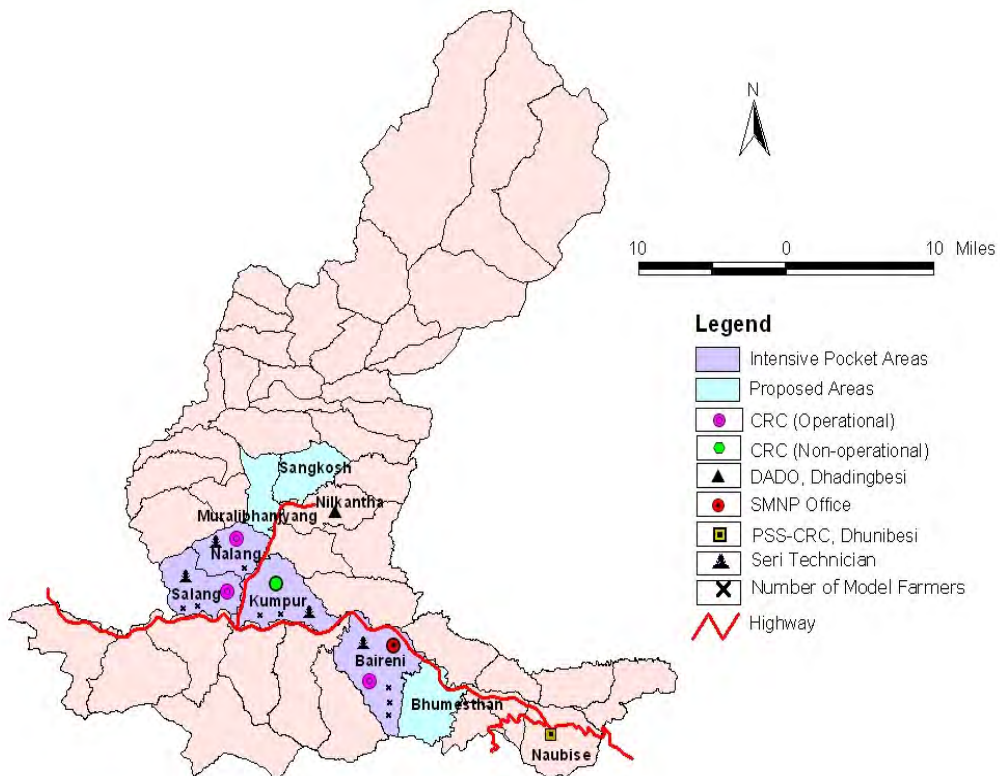 N
10 0 10 Miles
Legend
Intensive Pocket Areas
Proposed Areas
CRC (Operational)
CRC (Non-operational)
DADO, Dhadingbesi
SMNP Office
PSS-CRC, Dhunibesi
Seri Technician
Number of Model Farmers
Highway
Sangkosh
Nilkantha
Muralibhanjyang
Nalang
Salang
Kumpur
Baireni
Bhumesthan
Naubise